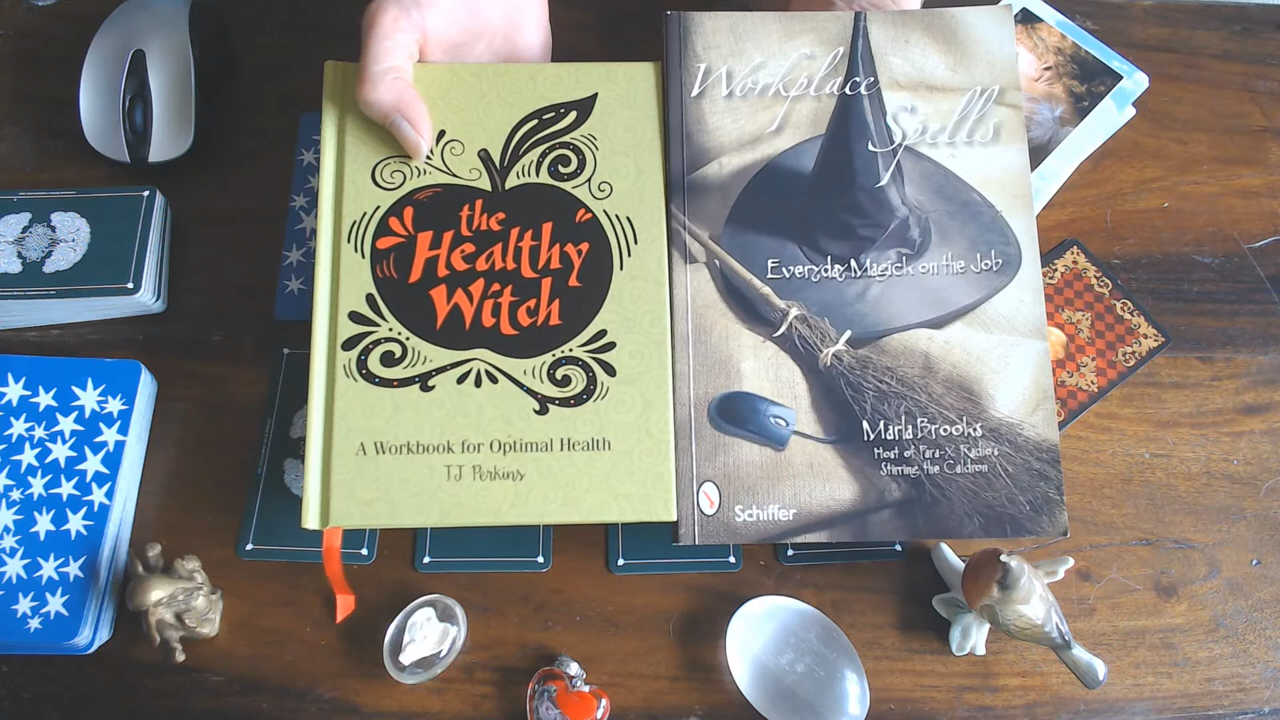 the
Healthy
Witch
A Workbook for Optimal Health
TJ Perkins
Workplace
Spells
Everyday Magick on the Job
Marla Brooks
Host of Para-X Radio's
Stirring the Caldron
Schiffer